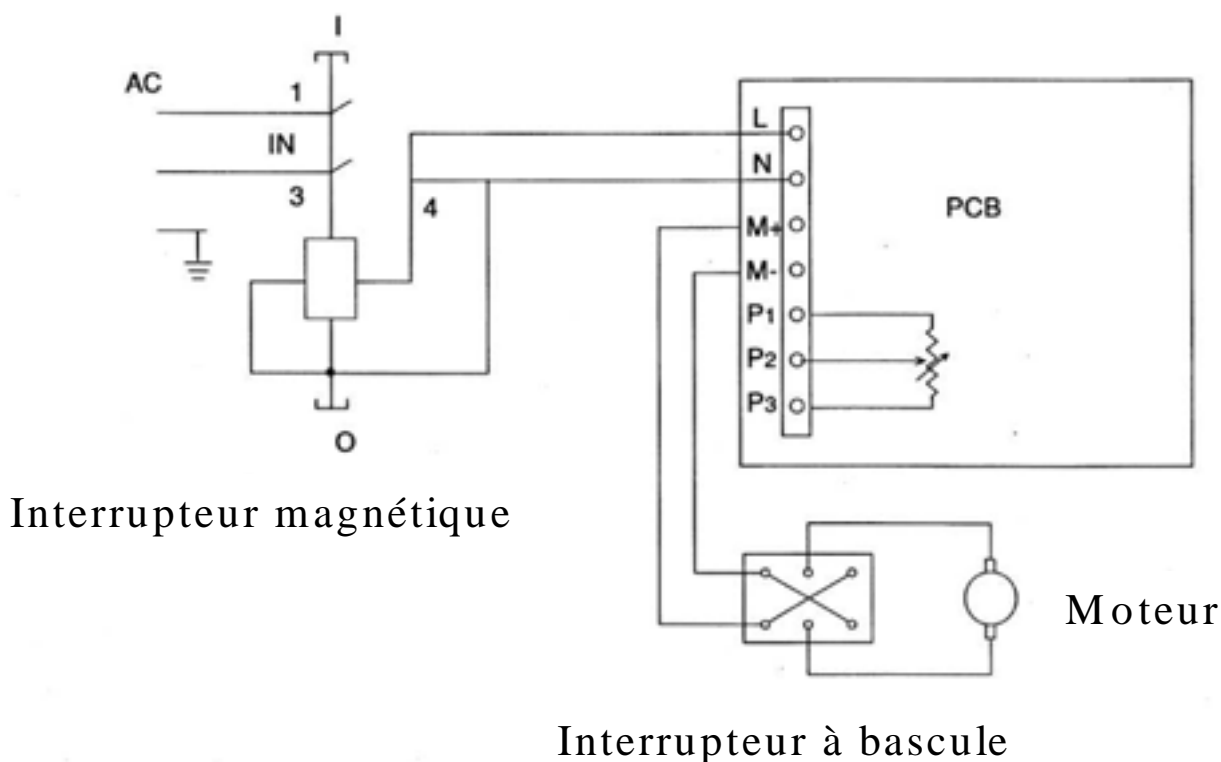 I
AC
1
IN
3
4
O
L
N
M+
M-
P1
P2
P3
PCB
Interrupteur magnétique
Moteur
Interrupteur à bascule